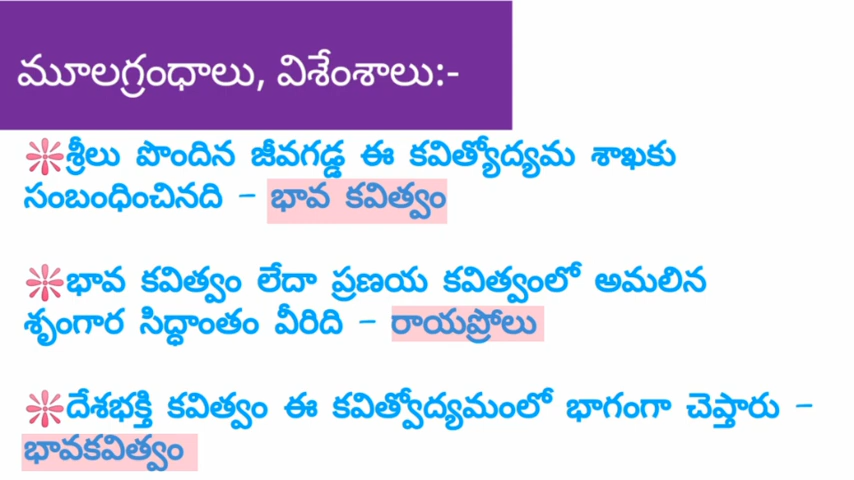 మూలగ్రంధాలు, విశేంశాలు:-
శ్రీలు పొందిన జీవగడ్డ ఈ కవిత్యోద్యమ శాఖకు
సంబంధించినది - భావ కవిత్వం
భావ కవిత్వం లేదా ప్రణయ కవిత్వంలో అమలిన
శృంగార సిద్ధాంతం వీరిది - రాయప్రోలు
దేశభక్తి కవిత్వం ఈ కవిత్వోద్యమంలో భాగంగా చెప్తారు -
భావకవిత్వం